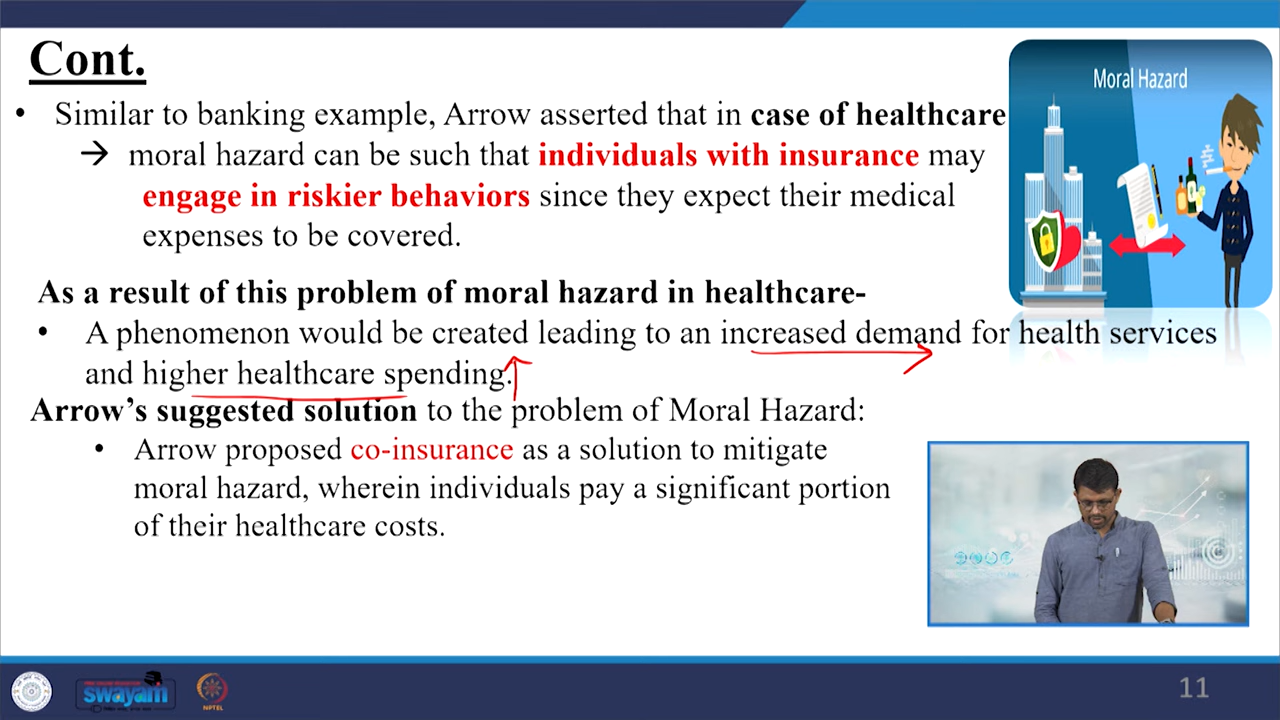 Cont.
Moral Hazard
• Similar to banking example, Arrow asserted that in case of healthcare
→ moral hazard can be such that individuals with insurance may
engage in riskier behaviors since they expect their medical
expenses to be covered.
As a result of this problem of moral hazard in healthcare-
• A phenomenon would be created leading to an increased demand for health services
and higher healthcare spending.
Arrow’s suggested solution to the problem of Moral Hazard:
• Arrow proposed co-insurance as a solution to mitigate
moral hazard, wherein individuals pay a significant portion
of their healthcare costs.
swayam
NPTEL
11